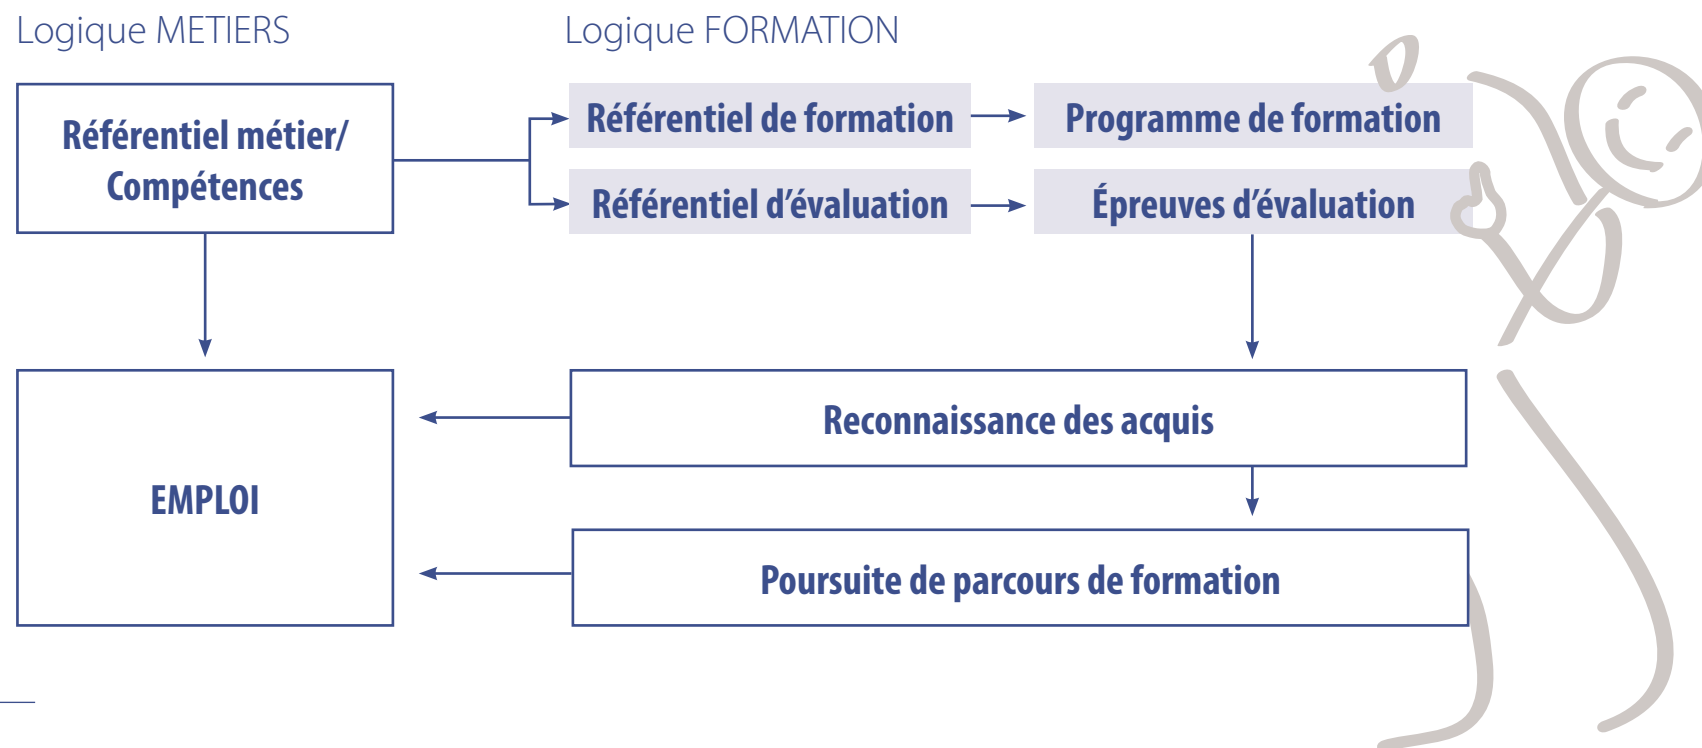 Logique METIERS
Logique FORMATION
Référentiel métier/
Compétences
Référentiel de formation
Programme de formation
Référentiel d'évaluation
Épreuves d'évaluation
Reconnaissance des acquis
EMPLOI
Poursuite de parcours de formation